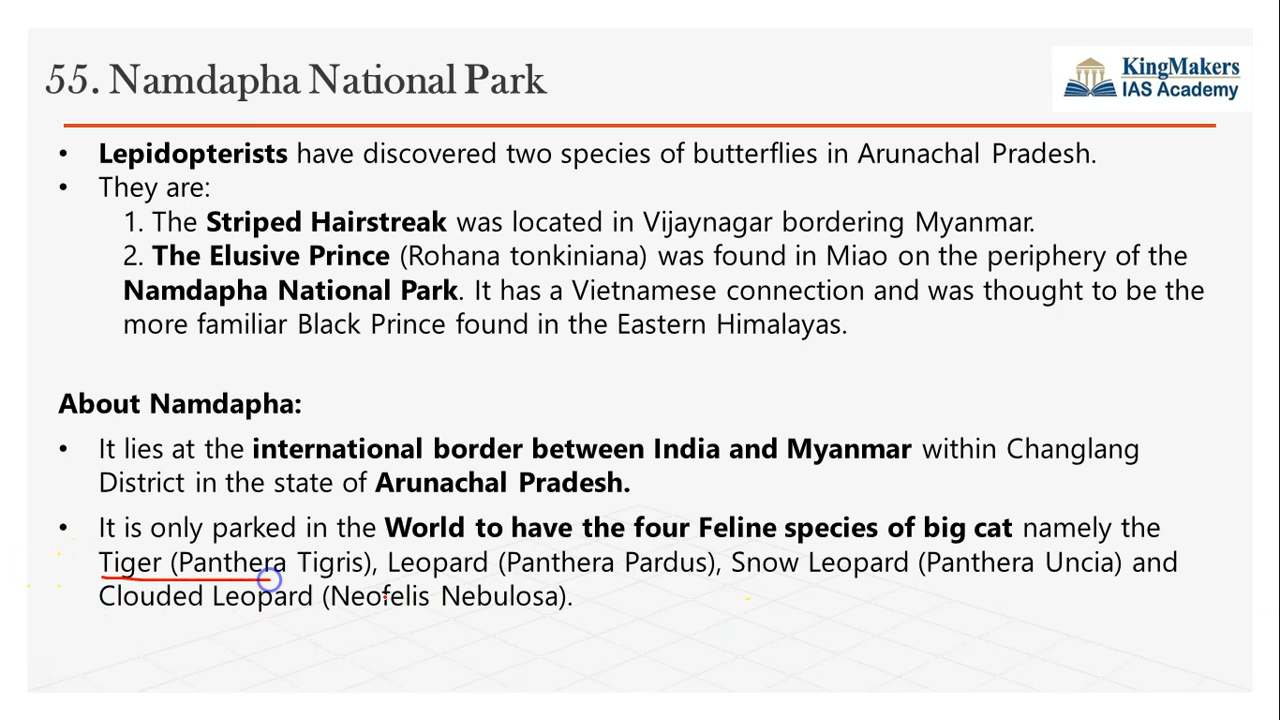 55. Namdapha National Park
KingMakers
IAS Academy
• Lepidopterists have discovered two species of butterflies in Arunachal Pradesh.
• They are:
1. The Striped Hairstreak was located in Vijaynagar bordering Myanmar.
2. The Elusive Prince (Rohana tonkiniana) was found in Miao on the periphery of the
Namdapha National Park. It has a Vietnamese connection and was thought to be the
more familiar Black Prince found in the Eastern Himalayas.
About Namdapha:
• It lies at the international border between India and Myanmar within Changlang
District in the state of Arunachal Pradesh.
• It is only parked in the World to have the four Feline species of big cat namely the
Tiger (Panthera Tigris), Leopard (Panthera Pardus), Snow Leopard (Panthera Uncia) and
Clouded Leopard (Neofelis Nebulosa).